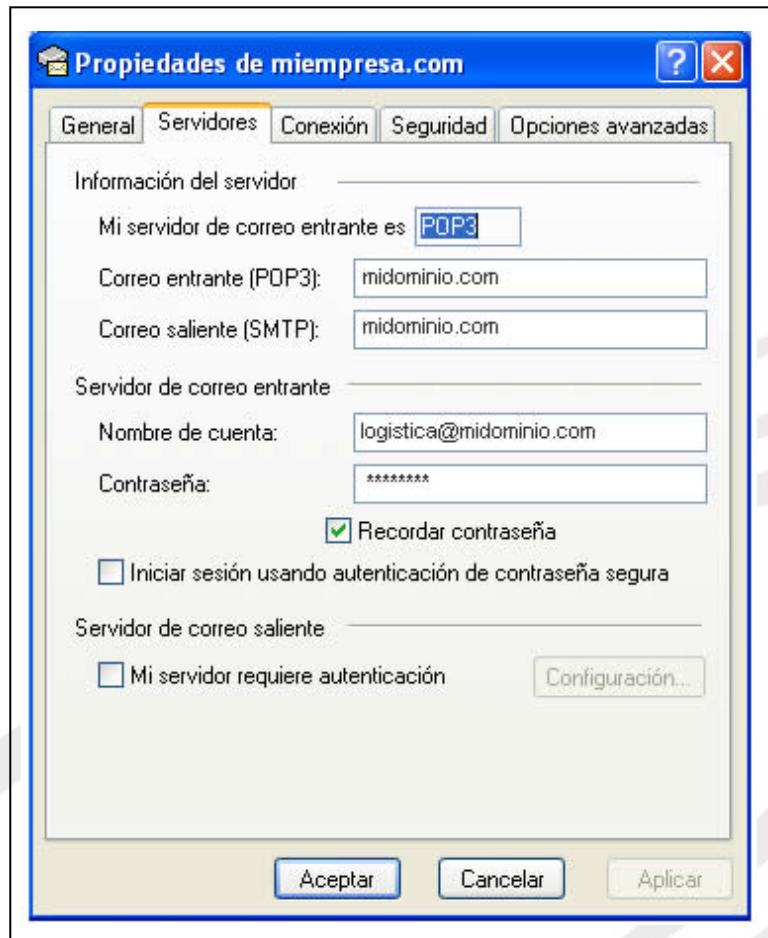 Propiedades de miempresa.com
General Servidores Conexión Seguridad Opciones avanzadas
Información del servidor
Mi servidor de correo entrante es POP3
Correo entrante (POP3): midominio.com
Correo saliente (SMTP): midominio.com
Servidor de correo entrante
Nombre de cuenta: logistica@midominio.com
Contraseña: ********
Recordar contraseña
Iniciar sesión usando autenticación de contraseña segura
Servidor de correo saliente
Mi servidor requiere autenticación Configuración...
Aceptar Cancelar Aplicar